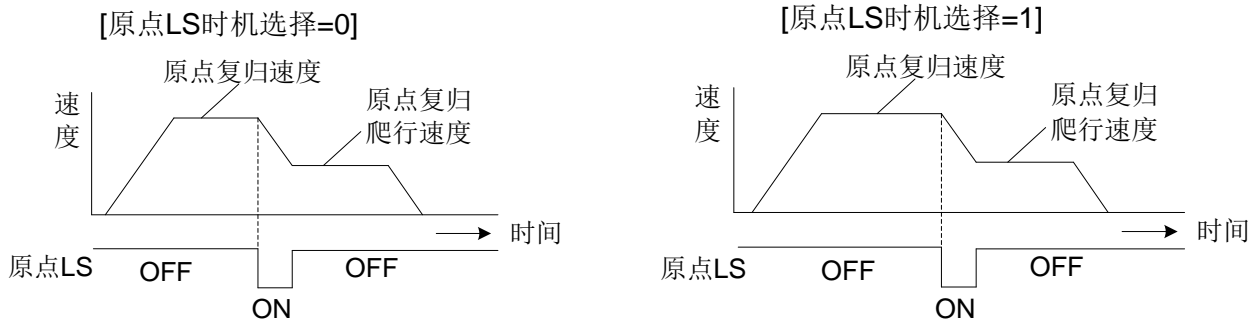 [原点LS时机选择=0]
原点复归速度
速
度
原点复归
爬行速度
时间
原点LS
OFF
ON
OFF
[原点LS时机选择=1]
原点复归速度
速
度
原点复归
爬行速度
时间
原点LS
OFF
ON
OFF